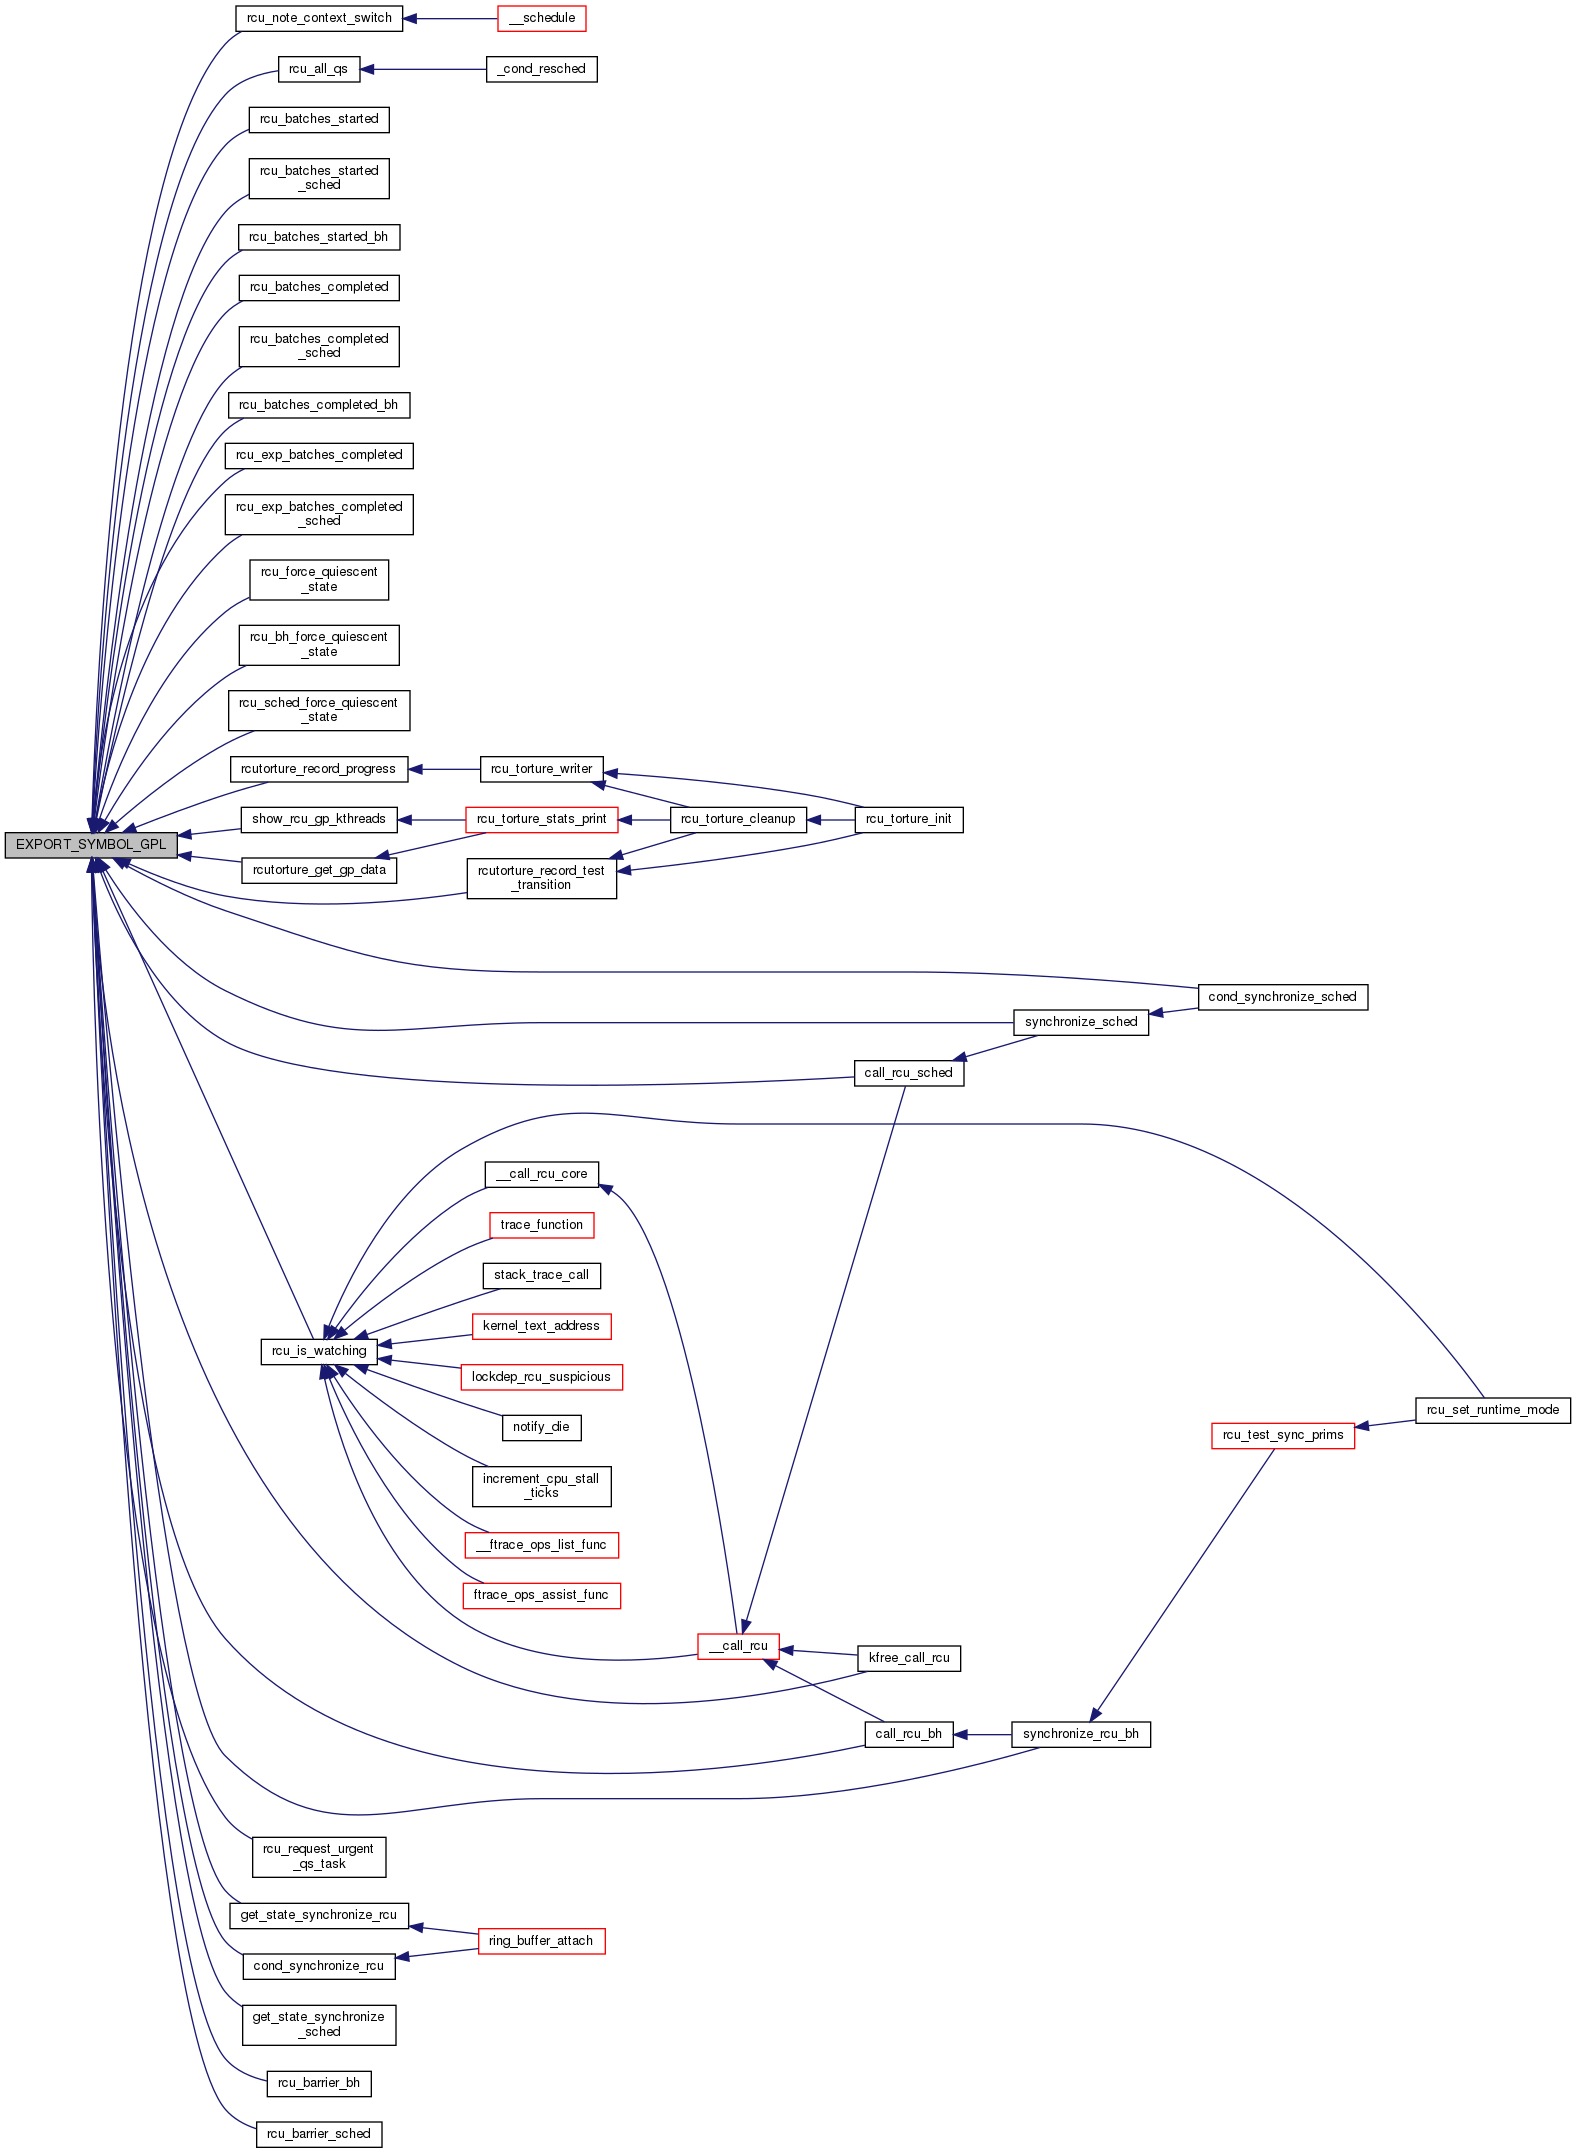 rcu_note_context_switch
__schedule
rcu_all_qs
_cond_resched
rcu_batches_started
rcu_batches_started
_sched
rcu_batches_started_bh
rcu_batches_completed
rcu_batches_completed
_sched
rcu_batches_completed_bh
rcu_exp_batches_completed
rcu_exp_batches_completed
_sched
rcu_force_quiescent
_state
rcu_bh_force_quiescent
_state
rcu_sched_force_quiescent
_state
rcutorture_record_progress
rcu_torture_writer
show_rcu_gp_kthreads
rcu_torture_stats_print
rcu_torture_cleanup
rcu_torture_init
EXPORT_SYMBOL_GPL
rcutorture_get_gp_data
rcutorture_record_test
_transition
cond_synchronize_sched
synchronize_sched
call_rcu_sched
__call_rcu_core
trace_function
stack_trace_call
kernel_text_address
rcu_is_watching
lockdep_rcu_suspicious
rcu_set_runtime_mode
notify_die
rcu_test_sync_prims
increment_cpu_stall
_ticks
__ftrace_ops_list_func
ftrace_ops_assist_func
__call_rcu
kfree_call_rcu
call_rcu_bh
synchronize_rcu_bh
rcu_request_urgent
_qs_task
get_state_synchronize_rcu
ring_buffer_attach
cond_synchronize_rcu
get_state_synchronize
_sched
rcu_barrier_bh
rcu_barrier_sched